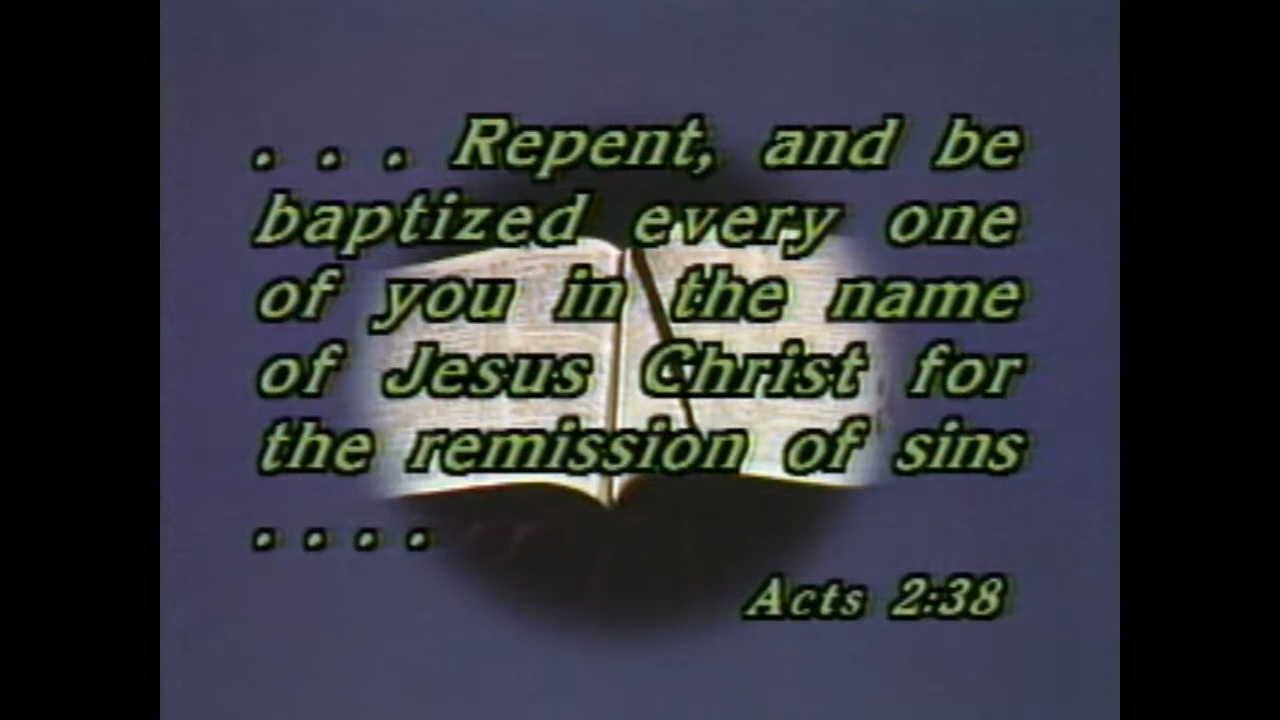 . . . Repent, and be
baptized every one
of you in the name
of Jesus Christ for
the remission of sins
. . . .
Acts 2:38